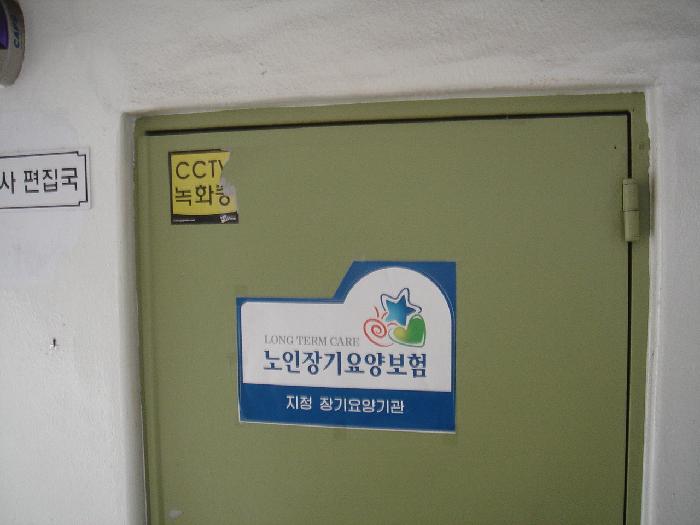 사 편집국
CCTV
녹화중
LONG TERM CARE
노인장기요양보험
지정 장기요양기관